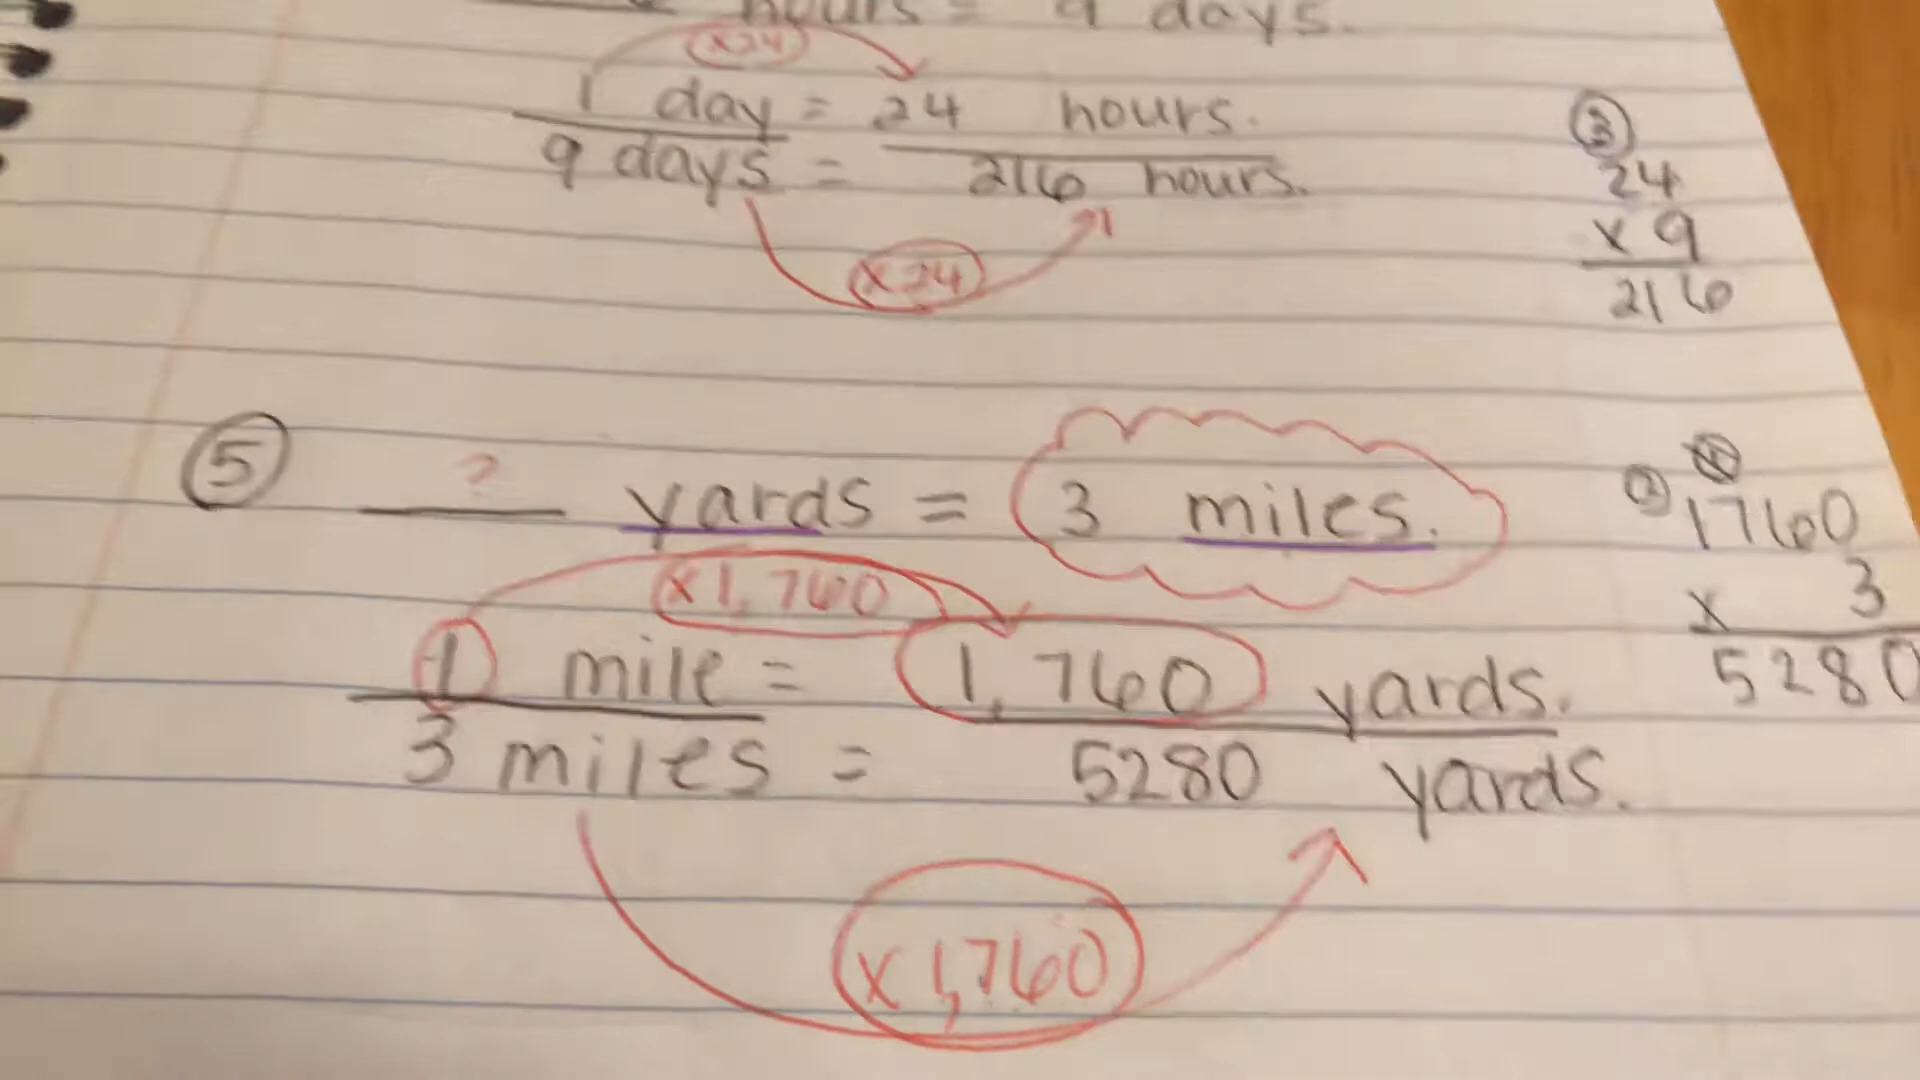 hours = 9 days.
x24
1 day = 24 hours.
9 days = 216 hours.
x24
3
24
x 9
216
5 ? yards = 3 miles.
x1,760
1 mile = 1,760 yards.
3 miles = 5280 yards.
x1,760
2
1760
x 3
5280